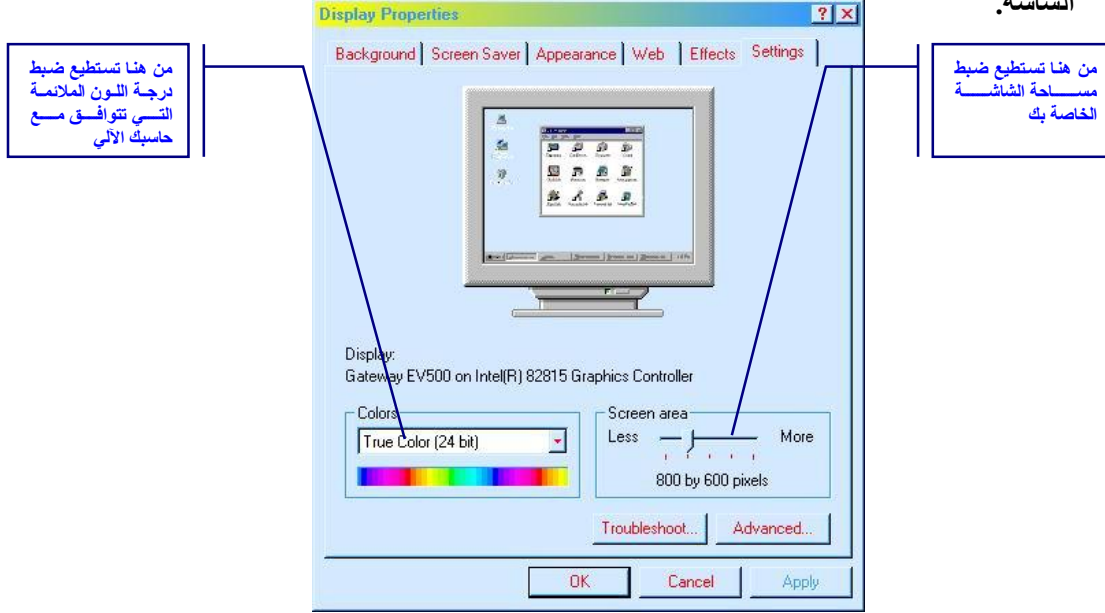 الشاشة.
Display Properties
Background Screen Saver Appearance Web Effects Settings
من هنا تستطيع ضبط
درجة اللون الملائمة
التي تتوافق مع
حاسبك الآلي
من هنا تستطيع ضبط
مساحة الشاشة
الخاصة بك
Display:
Gateway EV500 on Intel(R) 82815 Graphics Controller
Colors
True Color (24 bit)
Screen area
Less More
800 by 600 pixels
Troubleshoot... Advanced...
OK Cancel Apply